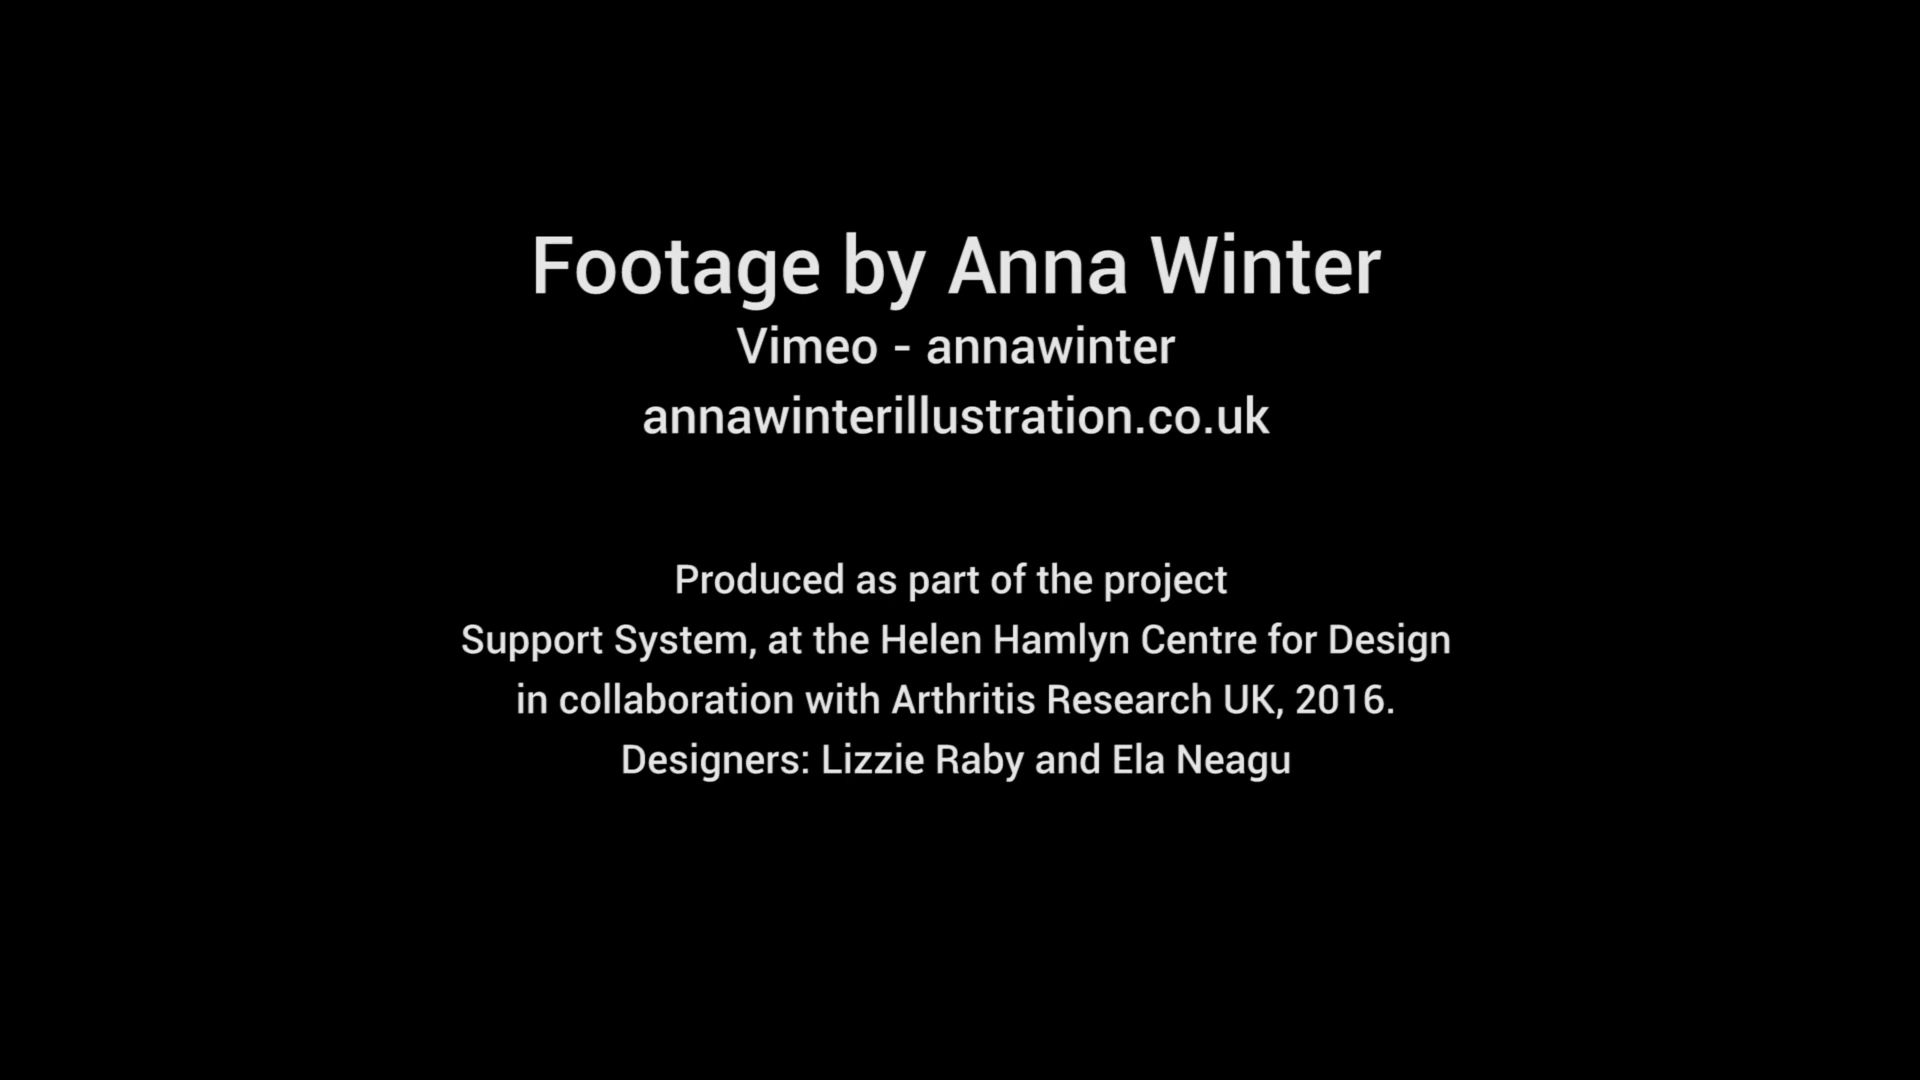 Footage by Anna Winter
Vimeo - annawinter
annawinterillustration.co.uk
Produced as part of the project
Support System, at the Helen Hamlyn Centre for Design
in collaboration with Arthritis Research UK, 2016.
Designers: Lizzie Raby and Ela Neagu